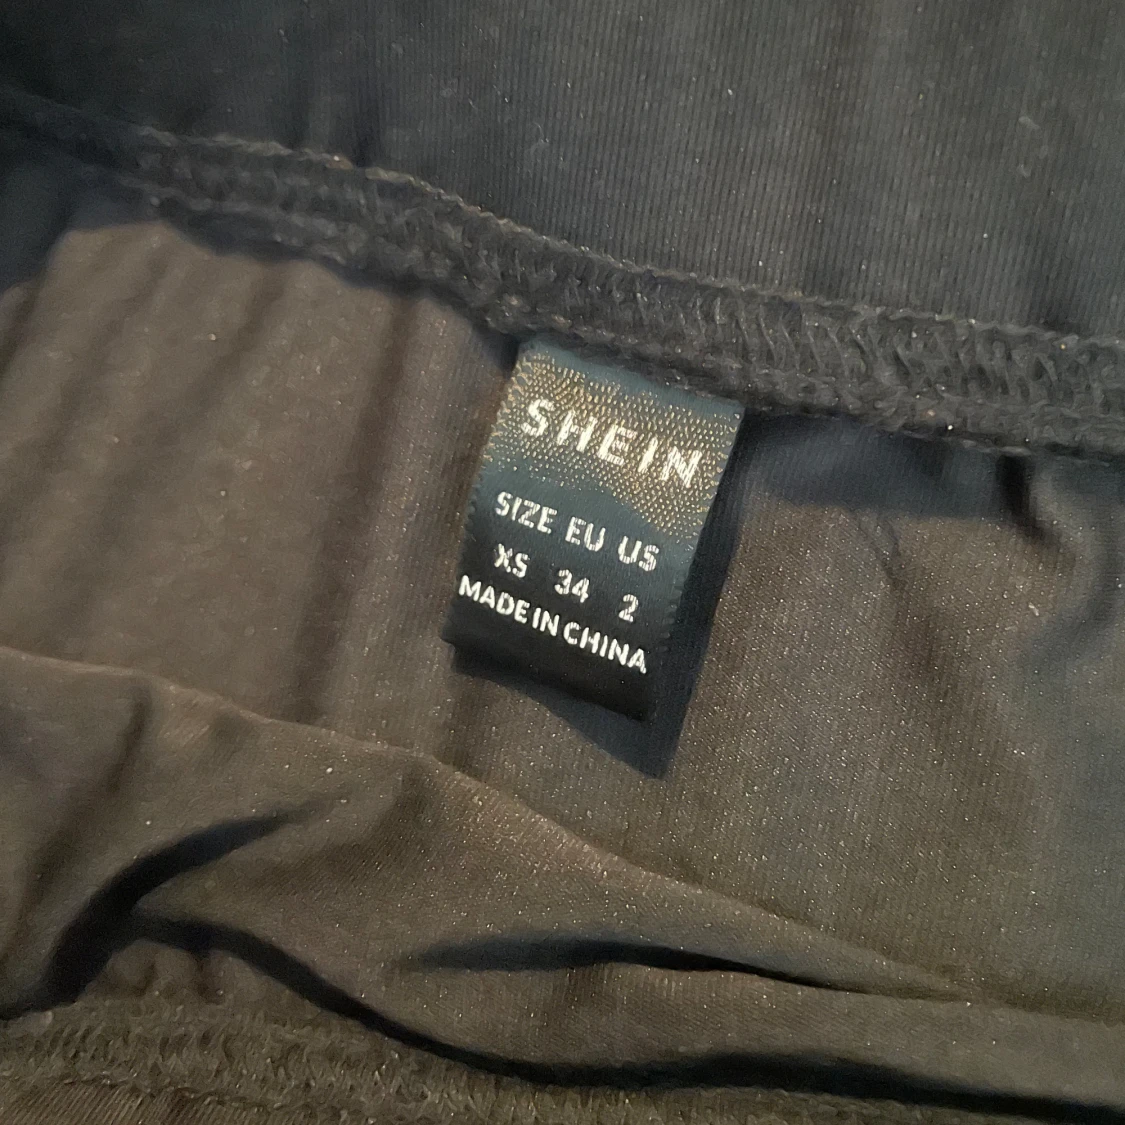 SHEIN
SIZE EU US
XS 34 2
MADE IN CHINA